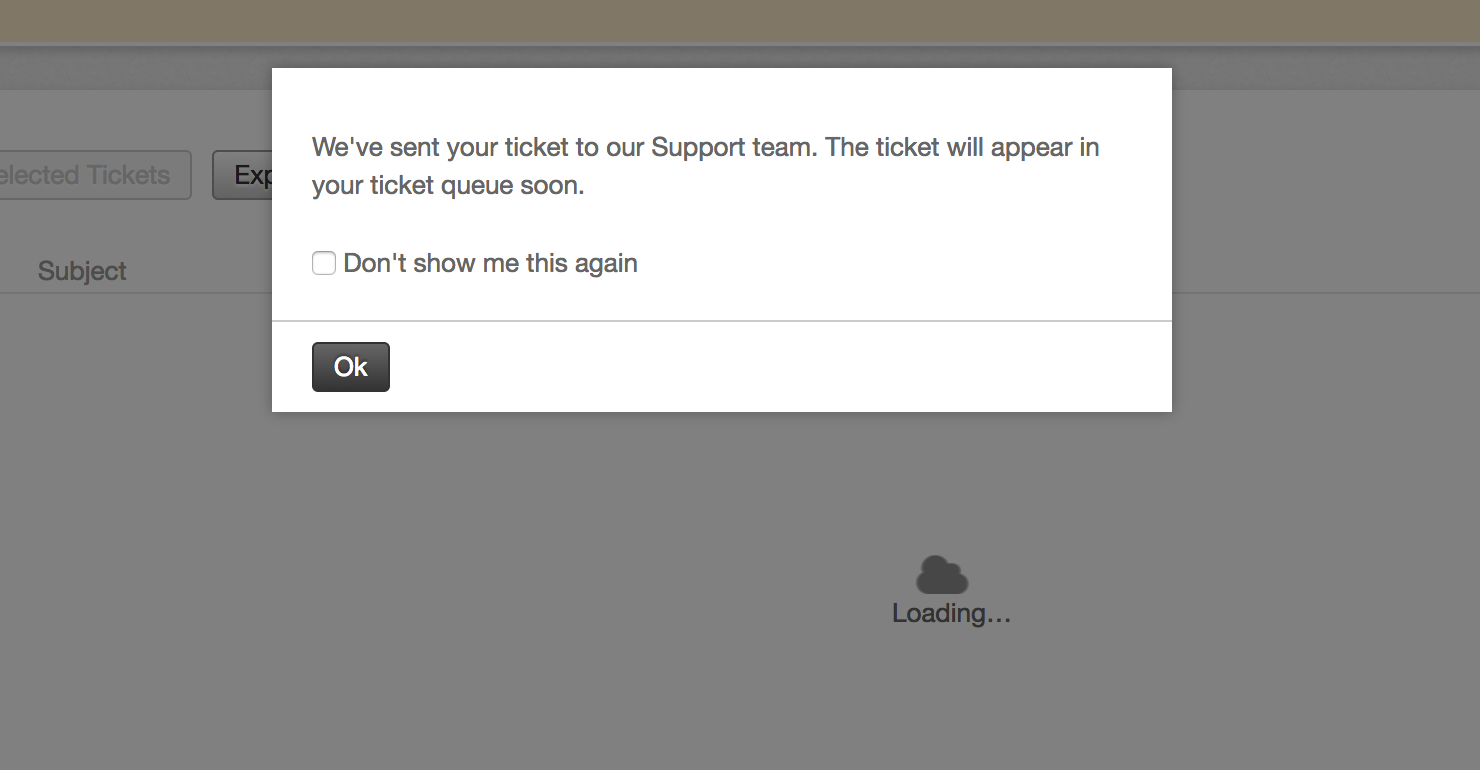 We've sent your ticket to our Support team. The ticket will appear in
your ticket queue soon.
Don't show me this again
Ok
elected Tickets
Exp
Subject
Loading...